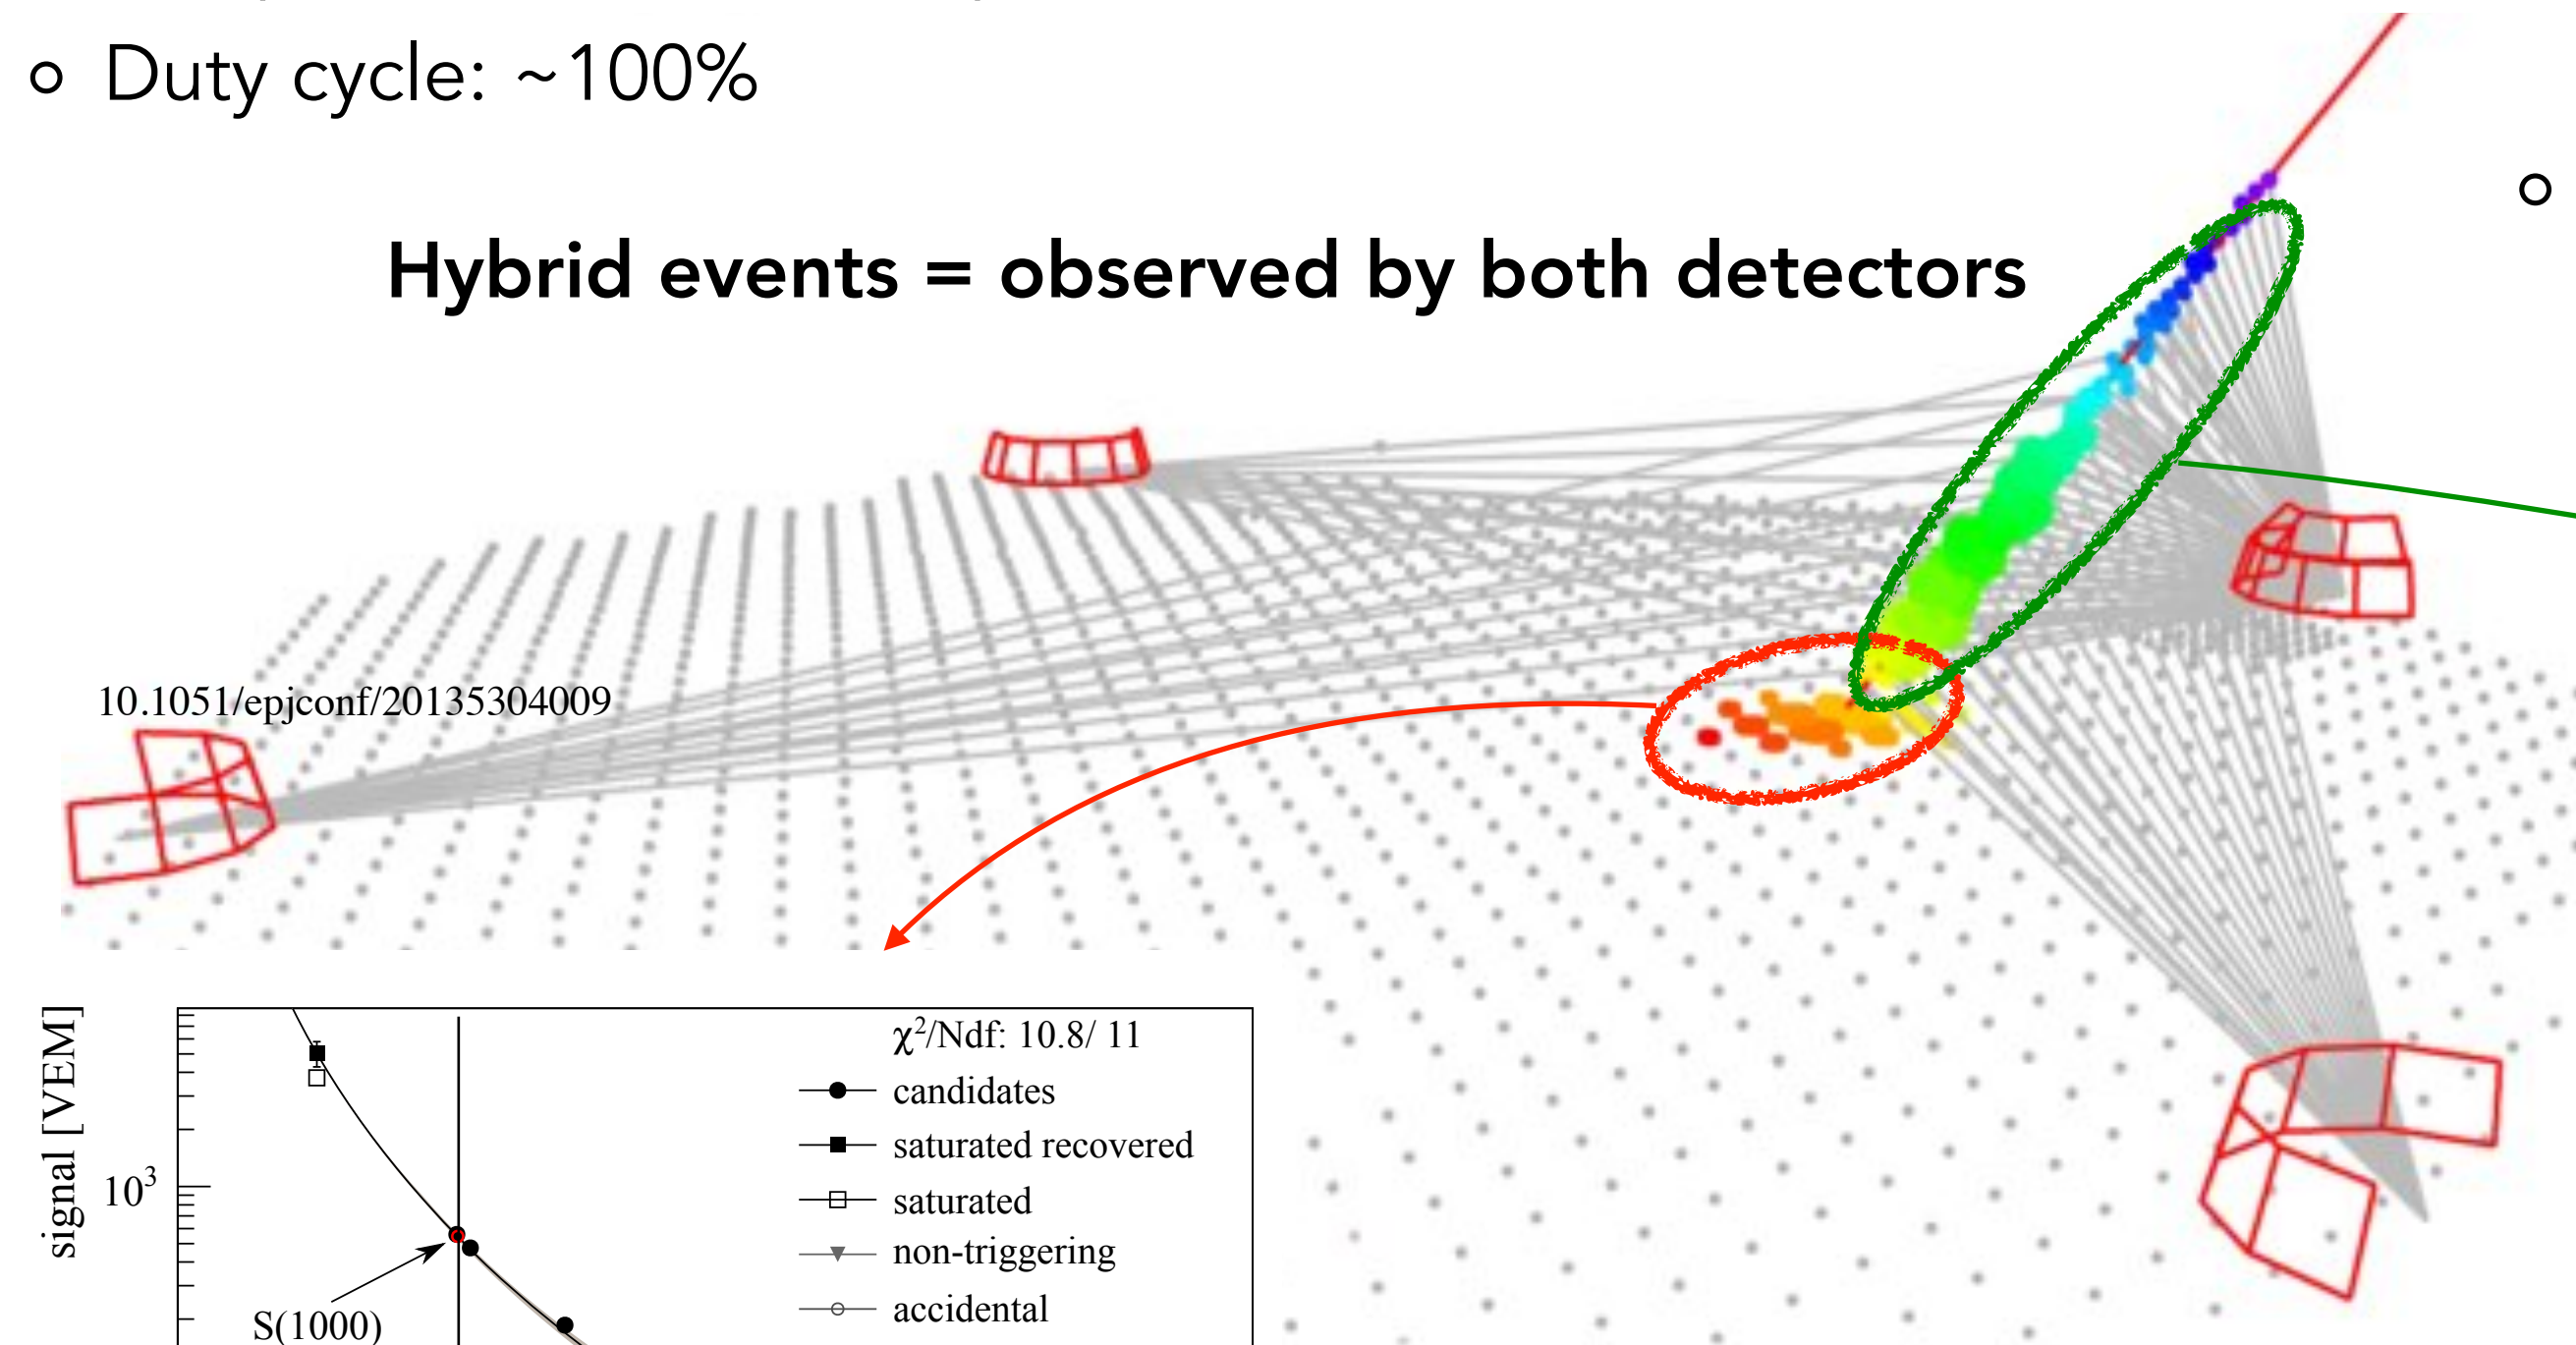 Duty cycle: ~100%
Hybrid events = observed by both detectors
10.1051/epjconf/20135304009
signal [VEM]
10³
S(1000)
χ²/Ndf: 10.8/ 11
candidates
saturated recovered
saturated
non-triggering
accidental